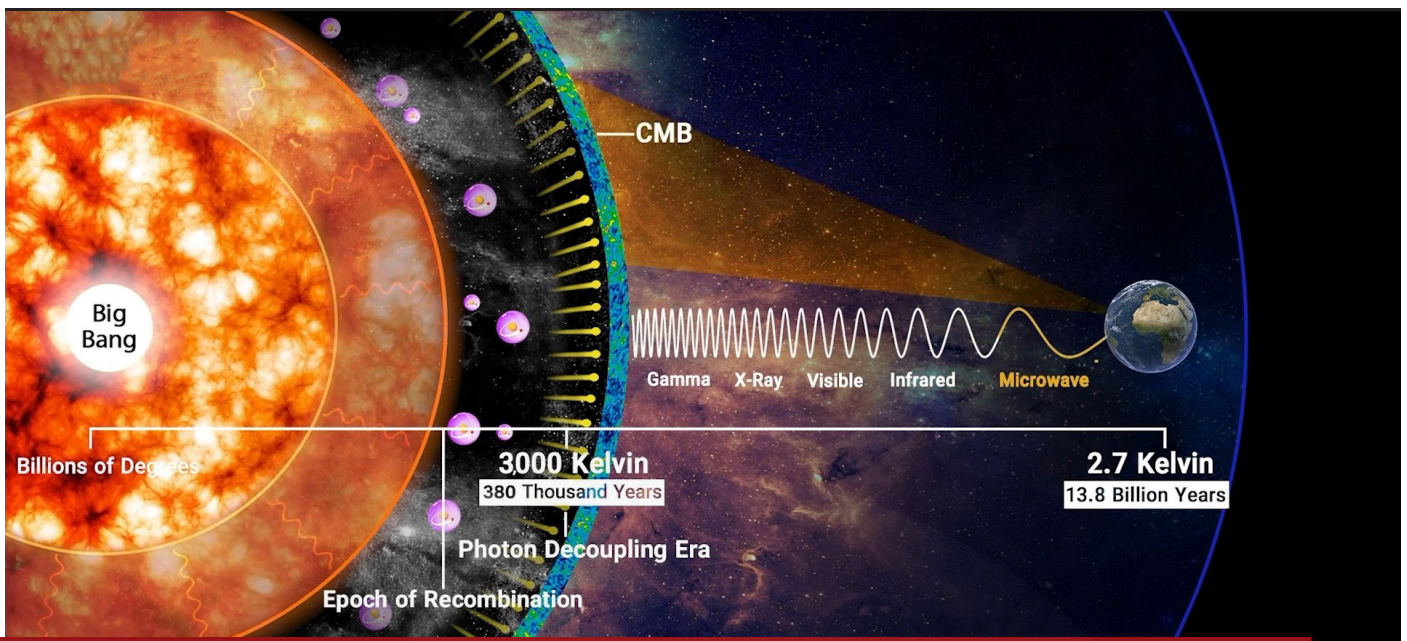 CMB
Big
Bang
Gamma X-Ray Visible Infrared Microwave
Billions of Degrees
3000 Kelvin
380 Thousand Years
2.7 Kelvin
13.8 Billion Years
Photon Decoupling Era
Epoch of Recombination